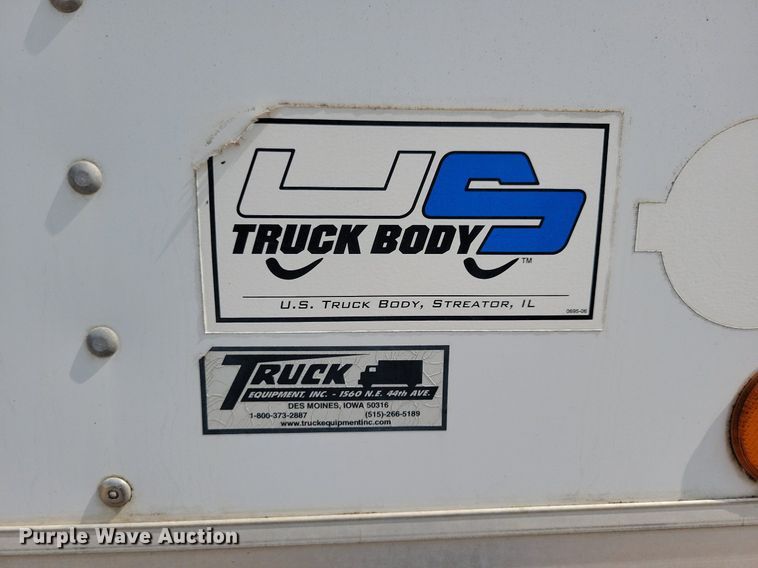 US
TRUCK BODY
TM
U.S. TRUCK BODY, STREATOR, IL
0695-06
TRUCK
EQUIPMENT, INC. - 1560 N.E. 44th AVE.
DES MOINES, IOWA 50316
1-800-373-2887 (515)-266-5189
www.truckequipmentinc.com
Purple Wave Auction